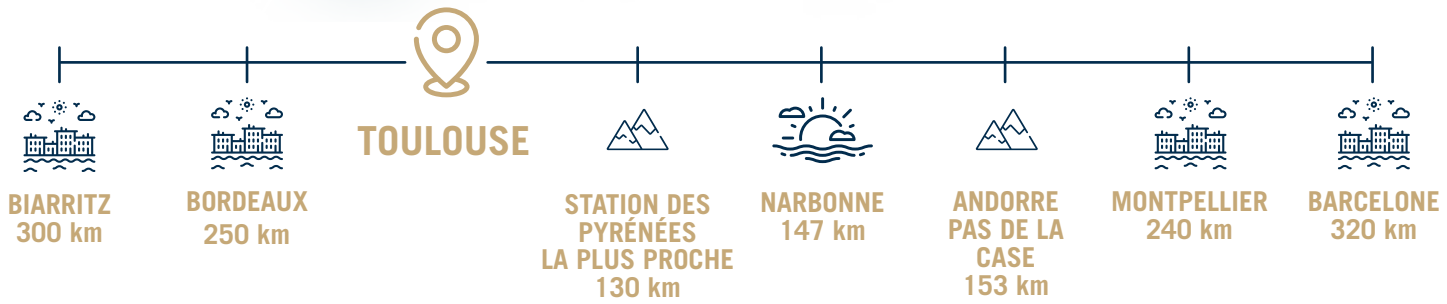 TOULOUSE
BIARRITZ
300 km
BORDEAUX
250 km
STATION DES
PYRÉNÉES
LA PLUS PROCHE
130 km
NARBONNE
147 km
ANDORRE
PAS DE LA
CASE
153 km
MONTPELLIER
240 km
BARCELONE
320 km